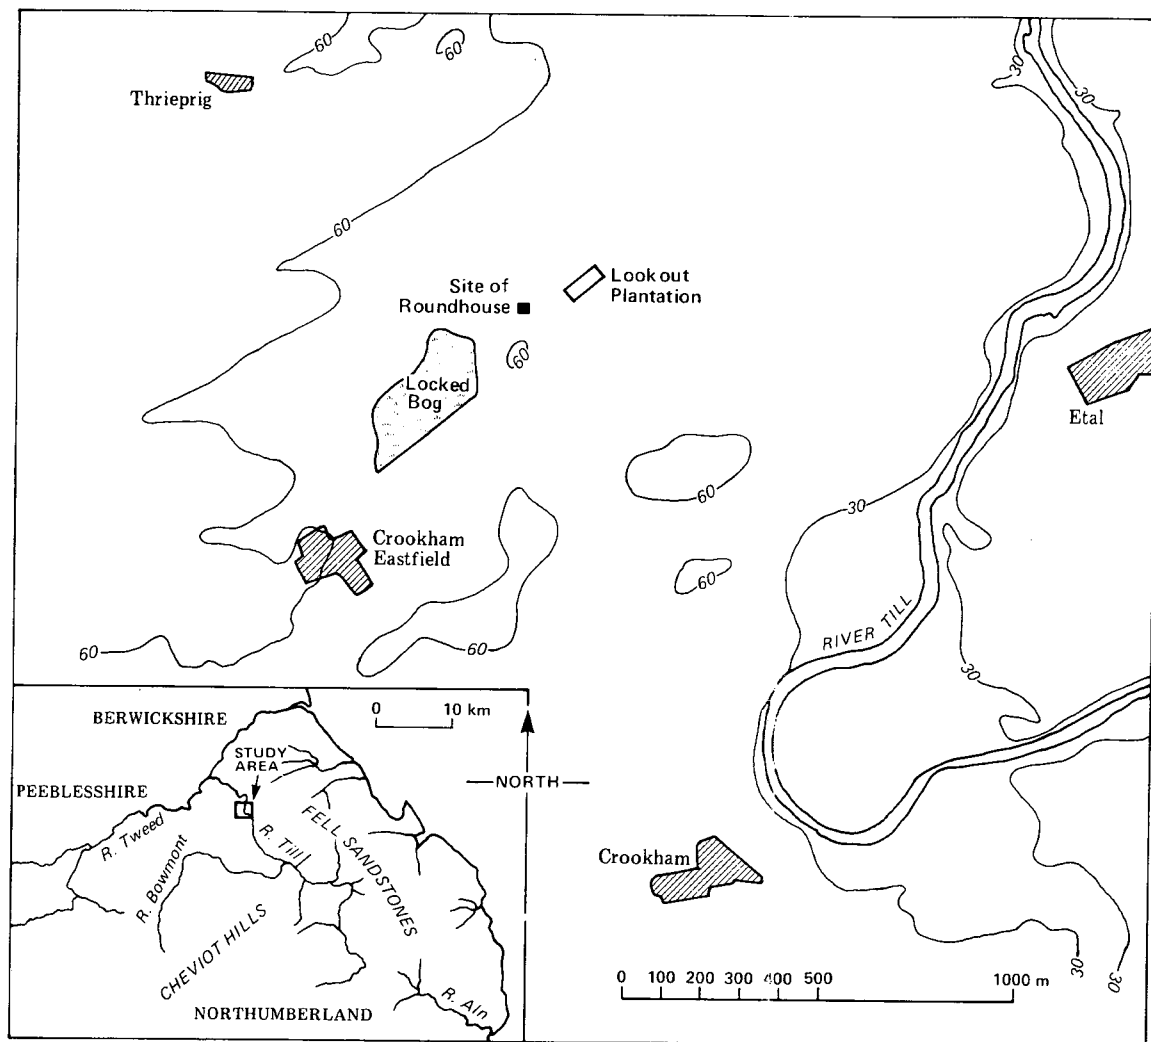 60
60
30
30
Thrieprig
60
Site of
Roundhouse
Look out
Plantation
60
Locked
Bog
Etal
60
30
Crookham
Eastfield
60
RIVER TILL
60
60
30
BERWICKSHIRE
0 10 km
STUDY
AREA
NORTH
PEEBLESSHIRE
R. Tweed
R. Bowmont
R. Till
FELL SANDSTONES
CHEVIOT HILLS
R. Aln
NORTHUMBERLAND
Crookham
30
30
0 100 200 300 400 500 1000 m